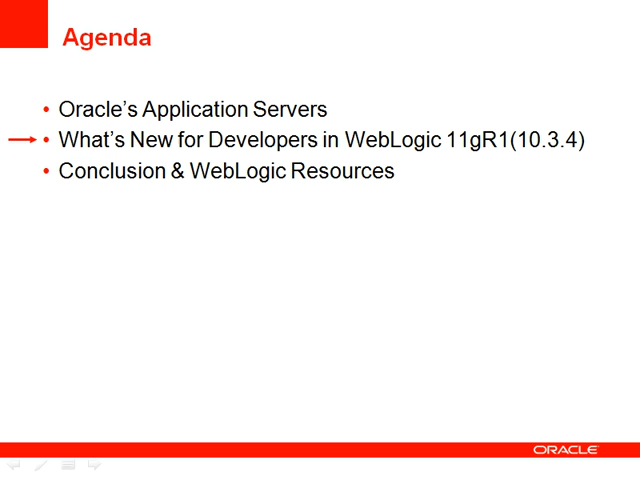 Agenda
• Oracle's Application Servers
• What's New for Developers in WebLogic 11gR1(10.3.4)
• Conclusion & WebLogic Resources
ORACLE